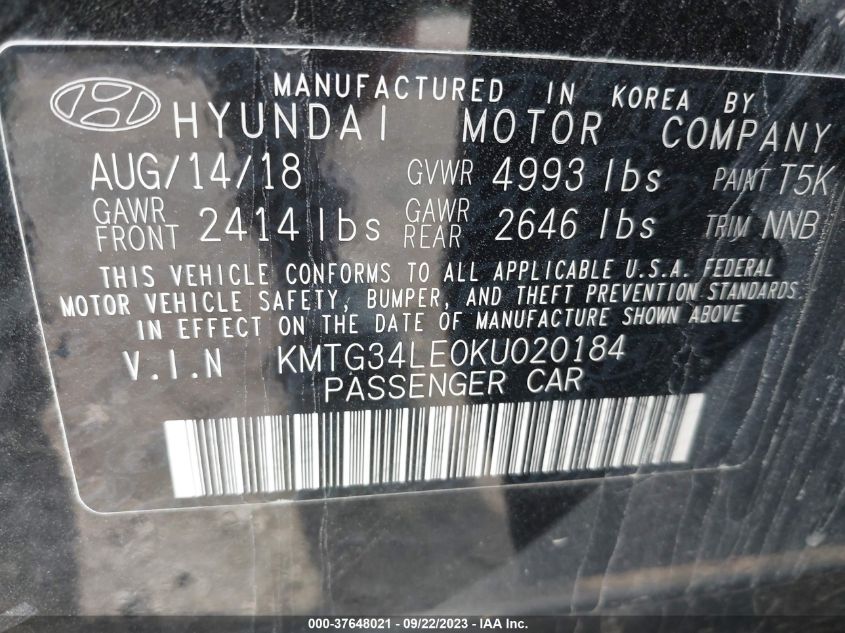 MANUFACTURED IN KOREA BY
HYUNDAI MOTOR COMPANY
AUG/14/18 GVWR 4993 lbs PAINT T5K
GAWR FRONT 2414 lbs GAWR REAR 2646 lbs TRIM NNB
THIS VEHICLE CONFORMS TO ALL APPLICABLE U.S.A. FEDERAL
MOTOR VEHICLE SAFETY, BUMPER, AND THEFT PREVENTION STANDARDS
IN EFFECT ON THE DATE OF MANUFACTURE SHOWN ABOVE.
V.I.N KMTG34LE0KU020184
PASSENGER CAR
000-37648021 - 09/22/2023 - IAA Inc.